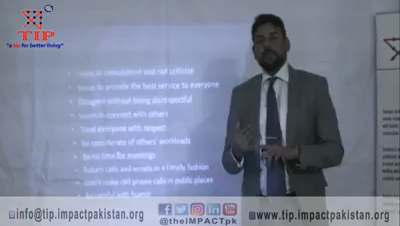 TIP
"a tip for better living"
Learn to compliment and not criticize
Strive to provide the best service to everyone
Disagree without being disrespectful
to connect with others
Treat everyone with respect
Be considerate of others' workloads
Be on time for meetings
Return calls and emails in a timely fashion
Don't make cell phone calls in public places
Be careful with humor
info@tip.impactpakistan.org
@theIMPACTpk
www.tip.impactpakistan.org